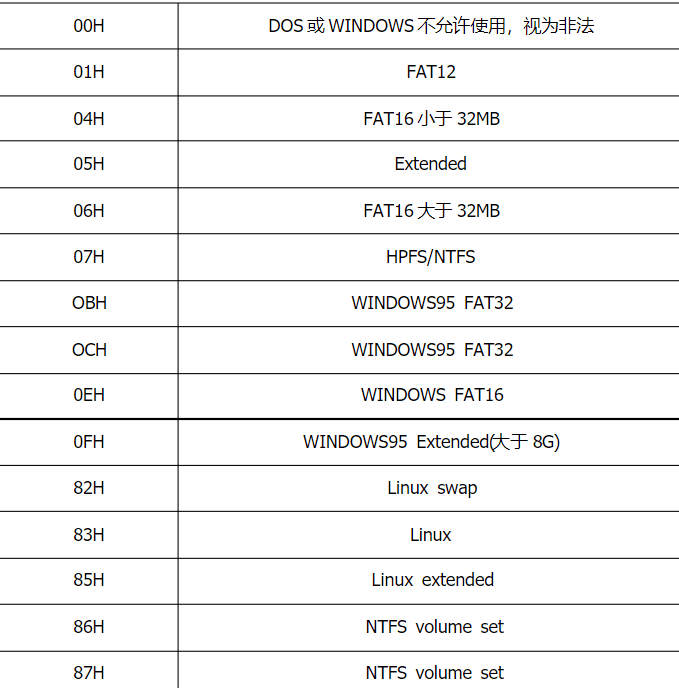 00H DOS 或 WINDOWS 不允许使用，视为非法
01H FAT12
04H FAT16 小于 32MB
05H Extended
06H FAT16 大于 32MB
07H HPFS/NTFS
OBH WINDOWS95 FAT32
OCH WINDOWS95 FAT32
0EH WINDOWS FAT16
0FH WINDOWS95 Extended(大于 8G)
82H Linux swap
83H Linux
85H Linux extended
86H NTFS volume set
87H NTFS volume set